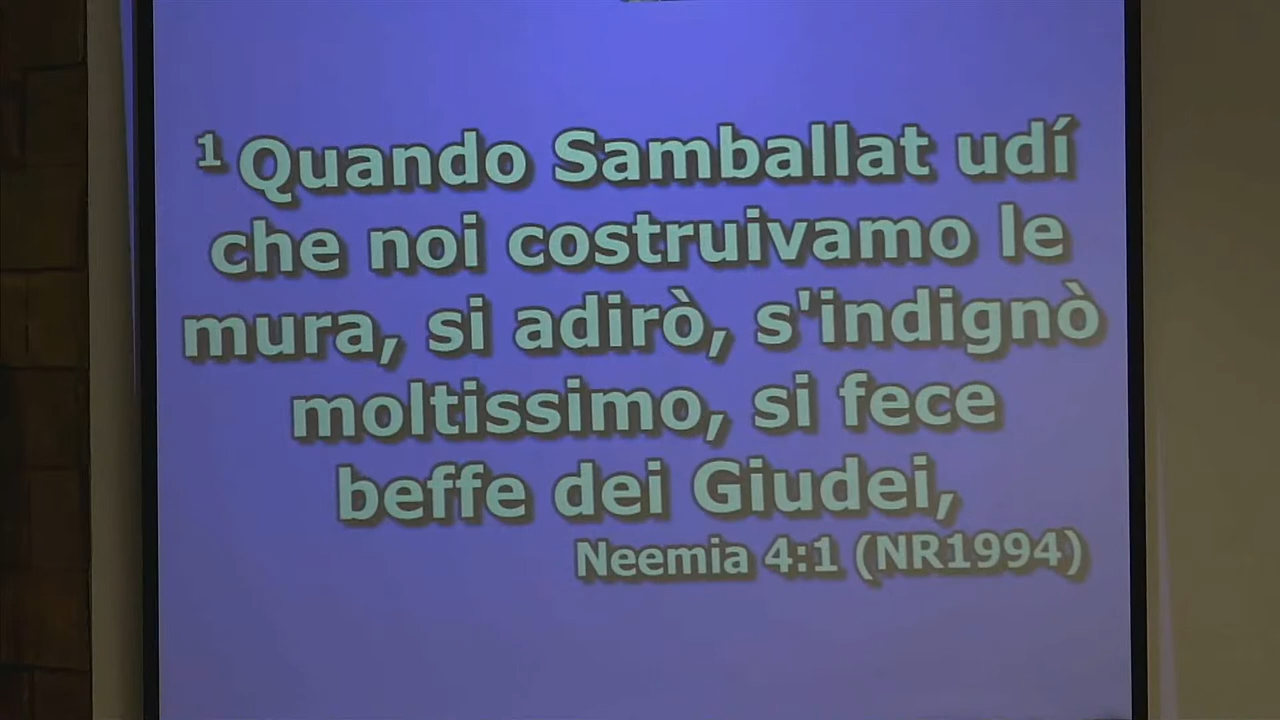 1 Quando Samballat udí
che noi costruivamo le
mura, si adirò, s'indignò
moltissimo, si fece
beffe dei Giudei,
Neemia 4:1 (NR1994)